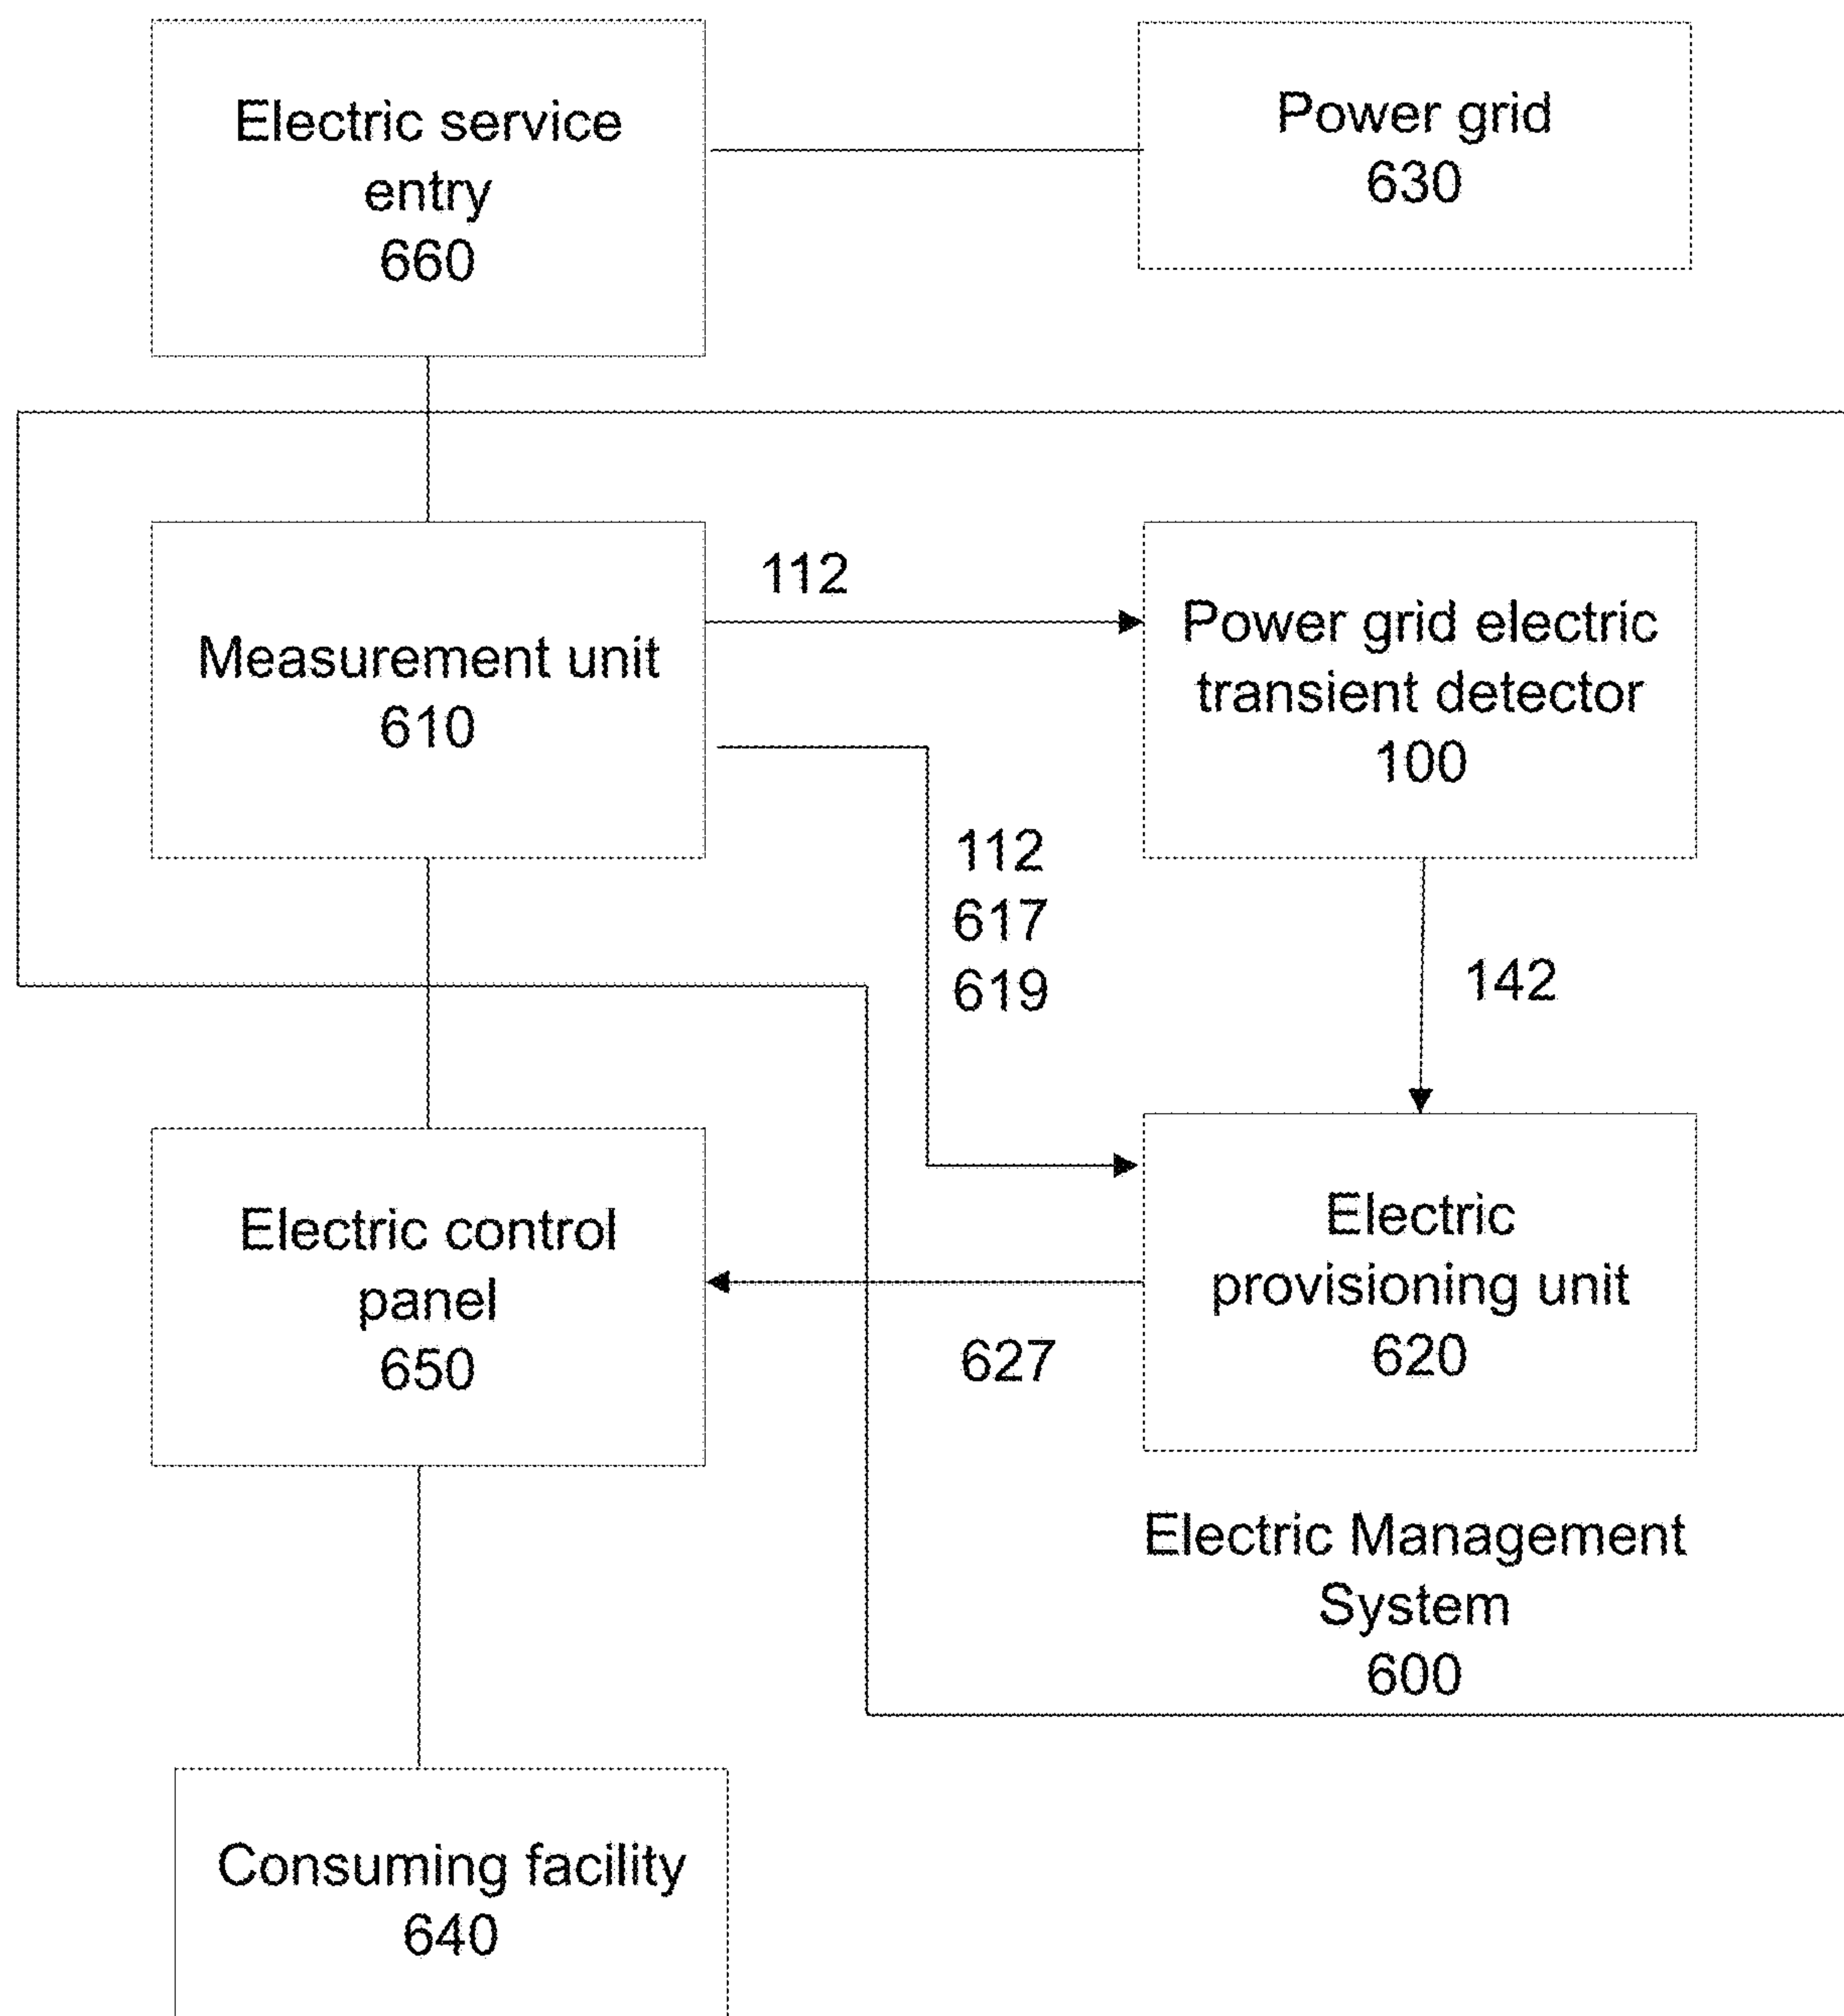 Electric service
entry
660
Power grid
630
Measurement unit
610
112
Power grid electric
transient detector
100
112
617
619
142
Electric control
panel
650
627
Electric
provisioning unit
620
Electric Management
System
600
Consuming facility
640